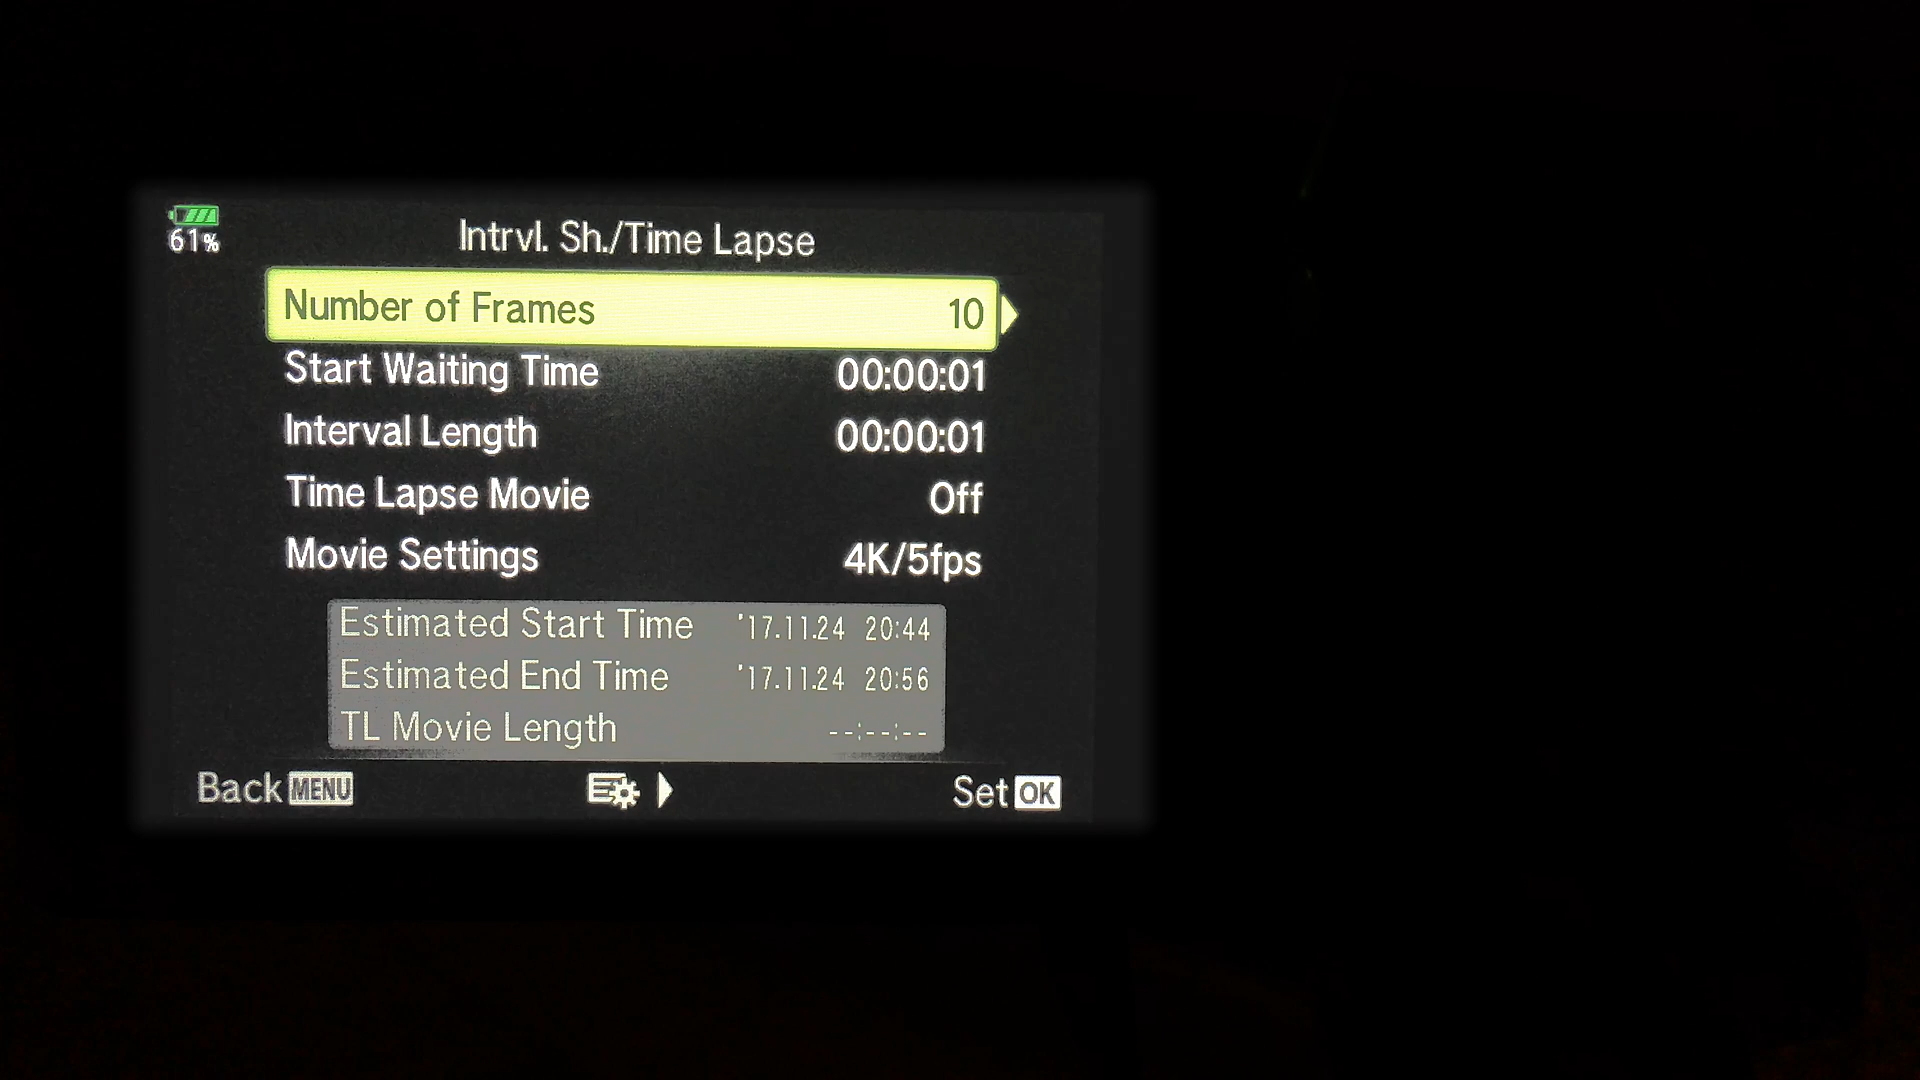 61%
Intrvl. Sh./Time Lapse
Number of Frames 10
Start Waiting Time 00:00:01
Interval Length 00:00:01
Time Lapse Movie Off
Movie Settings 4K/5fps
Estimated Start Time '17.11.24 20:44
Estimated End Time '17.11.24 20:56
TL Movie Length --:--:--
Back MENU Set OK